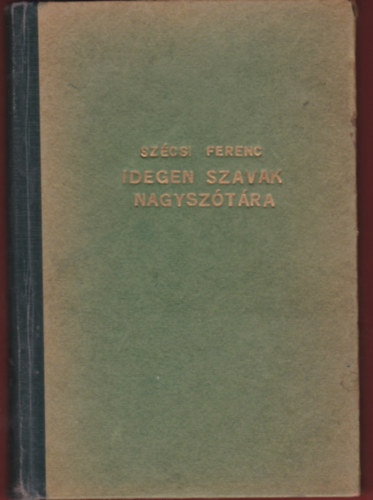 SZÉCSI FERENC
IDEGEN SZAVAK
NAGYSZÓTÁRA